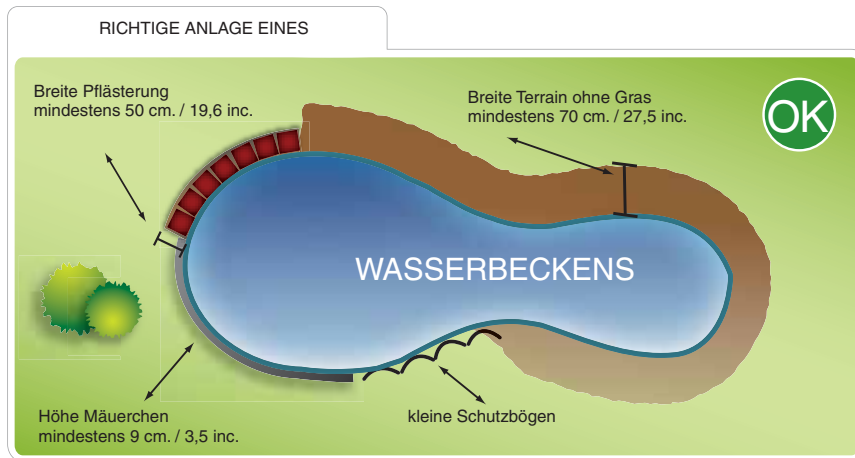 RICHTIGE ANLAGE EINES
Breite Pflästerung
mindestens 50 cm. / 19,6 inc.
Breite Terrain ohne Gras
mindestens 70 cm. / 27,5 inc.
OK
WASSERBECKENS
Höhe Mäuerchen
mindestens 9 cm. / 3,5 inc.
kleine Schutzbögen